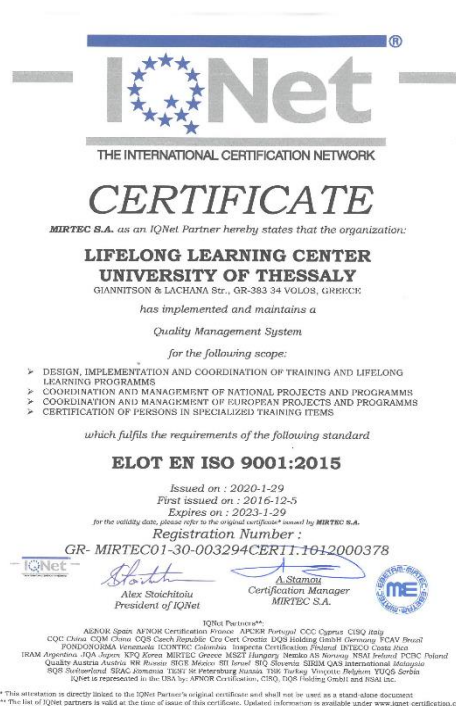 IQNet ®
THE INTERNATIONAL CERTIFICATION NETWORK
CERTIFICATE
MIRTEC S.A. as an IQNet Partner hereby states that the organization:
LIFELONG LEARNING CENTER
UNIVERSITY OF THESSALY
GIANNITSON & LACHANA Str., GR-383 34 VOLOS, GREECE
has implemented and maintains a
Quality Management System
for the following scope:
➢ DESIGN, IMPLEMENTATION AND COORDINATION OF TRAINING AND LIFELONG
LEARNING PROGRAMMS
➢ COORDINATION AND MANAGEMENT OF NATIONAL PROJECTS AND PROGRAMMS
➢ COORDINATION AND MANAGEMENT OF EUROPEAN PROJECTS AND PROGRAMMS
➢ CERTIFICATION OF PERSONS IN SPECIALIZED TRAINING ITEMS
which fulfils the requirements of the following standard
ELOT EN ISO 9001:2015
Issued on : 2020-1-29
First issued on : 2016-12-5
Expires on : 2023-1-29
for the validity date, please refer to the original certificate* issued by MIRTEC S.A.
Registration Number :
GR- MIRTEC01-30-003294CER11.1012000378
IQNet
Alex Stoichitoiu
President of IQNet
A.Stamou
Certification Manager
MIRTEC S.A.
ME
IQNet Partners**:
AENOR Spain AFNOR Certification France APCER Portugal CCC Cyprus CISQ Italy
CQC China CQM China CQS Czech Republic Cro Cert Croatia DQS Holding GmbH Germany FCAV Brazil
FONDONORMA Venezuela ICONTEC Colombia Inspecta Certification Finland INTECO Costa Rica
IRAM Argentina JQA Japan KFQ Korea MIRTEC Greece MSZT Hungary Nemko AS Norway NSAI Ireland PCBC Poland
Quality Austria Austria RR Russia SIGE México SII Israel SIQ Slovenia SIRIM QAS International Malaysia
SQS Switzerland SRAC Romania TEST St Petersburg Russia TSE Turkey Vinçotte Belgium YUQS Serbia
IQNet is represented in the USA by: AFNOR Certification, CISQ, DQS Holding GmbH and NSAI Inc.
* This attestation is directly linked to the IQNet Partner's original certificate and shall not be used as a stand-alone document
** The list of IQNet partners is valid at the time of issue of this certificate. Updated information is available under www.iqnet-certification.c